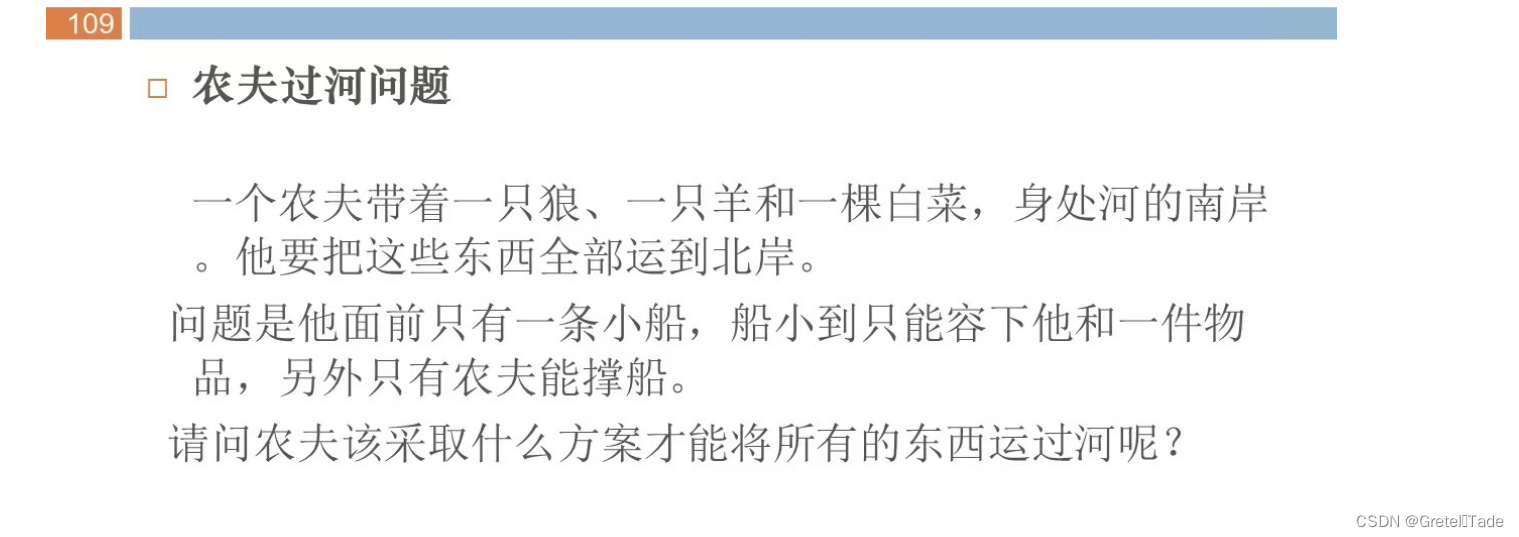 109
农夫过河问题
一个农夫带着一只狼、一只羊和一棵白菜，身处河的南岸
。他要把这些东西全部运到北岸。
问题是他面前只有一条小船，船小到只能容下他和一件物
品，另外只有农夫能撑船。
请问农夫该采取什么方案才能将所有的东西运过河呢？
CSDN @Gretel▯Tade